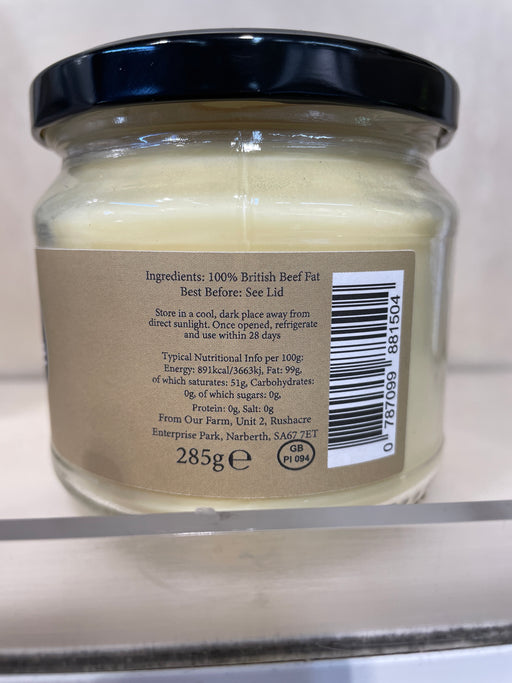 Ingredients: 100% British Beef Fat
Best Before: See Lid
Store in a cool, dark place away from
direct sunlight. Once opened, refrigerate
and use within 28 days
Typical Nutritional Info per 100g:
Energy: 891kcal/3663kj, Fat: 99g,
of which saturates: 51g, Carbohydrates:
0g, of which sugars: 0g,
Protein: 0g, Salt: 0g
From Our Farm, Unit 2, Rushacre
Enterprise Park, Narberth, SA67 7ET
285g℮
GB
PI 094
0 787099 881504